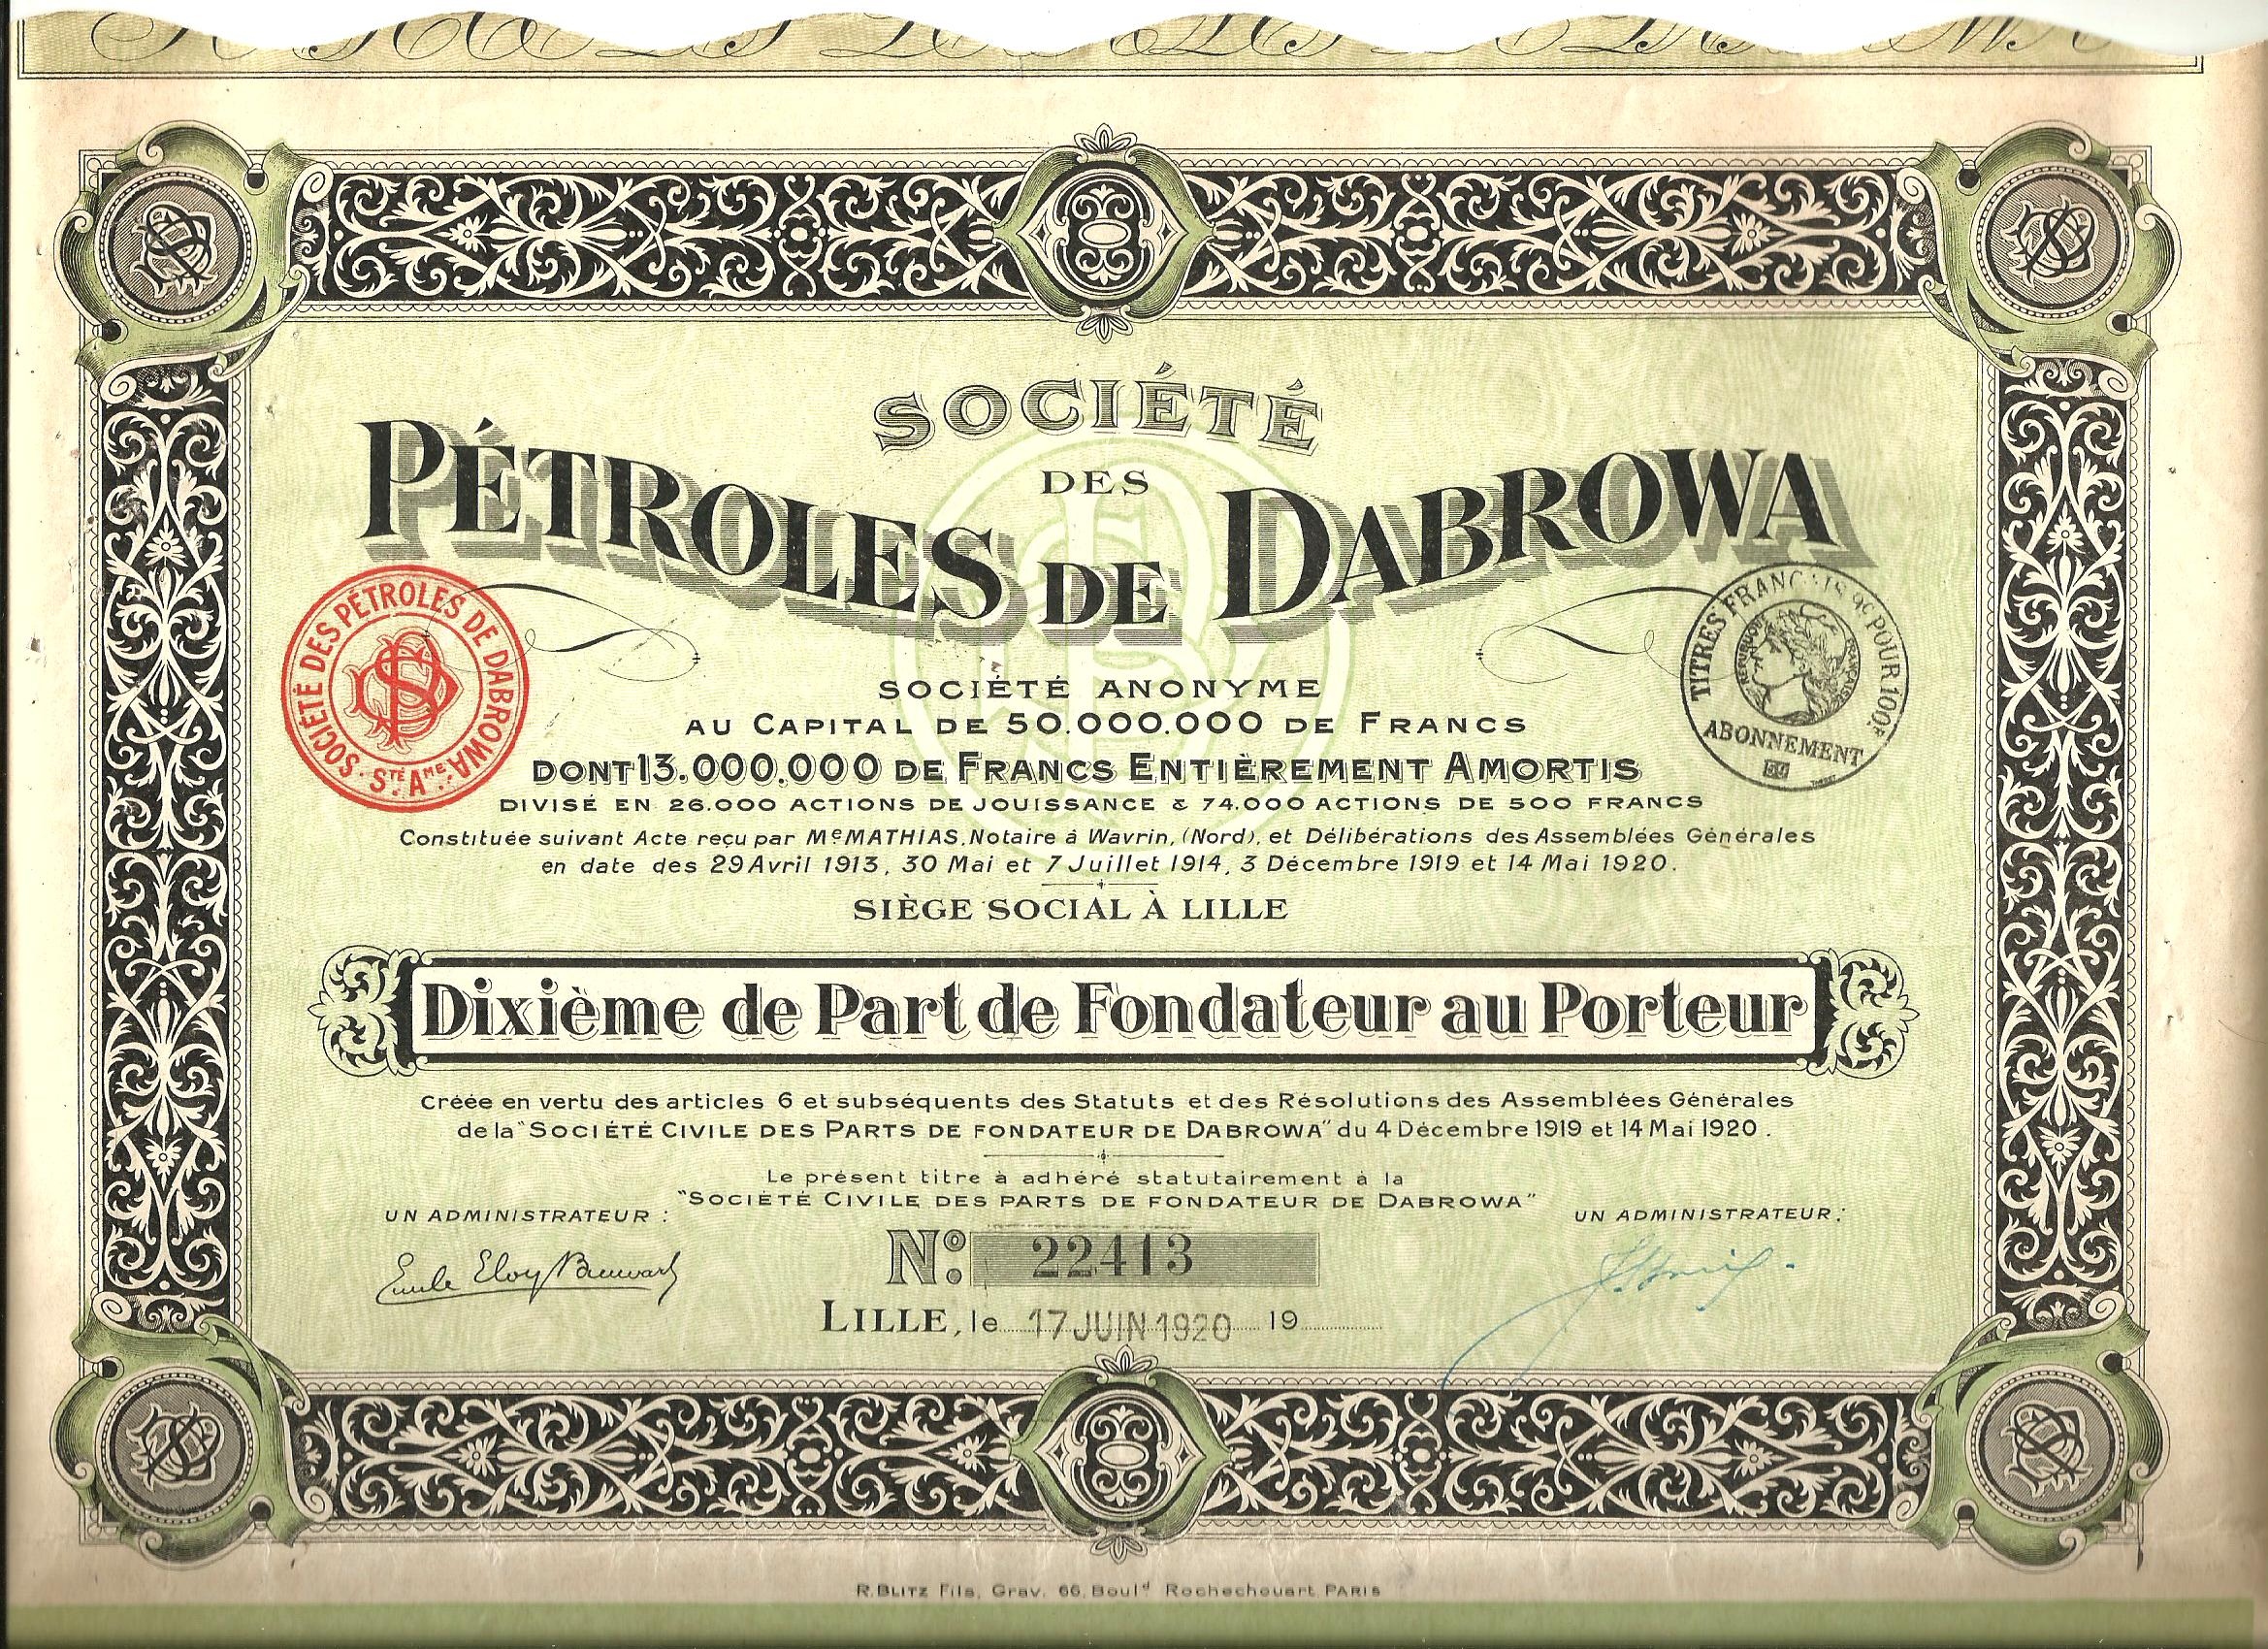 SOCIÉTÉ
DES
PÉTROLES DE DABROWA
SOCIÉTÉ DES PÉTROLES DE DABROWA
STÉ AME
TITRES FRANÇAIS 9C POUR 100F
RÉPUBLIQUE FRANÇAISE
ABONNEMENT
SOCIÉTÉ ANONYME
AU CAPITAL DE 50.000.000 DE FRANCS
DONT 13.000.000 DE FRANCS ENTIÈREMENT AMORTIS
DIVISÉ EN 26.000 ACTIONS DE JOUISSANCE & 74.000 ACTIONS DE 500 FRANCS
Constituée suivant Acte reçu par Me MATHIAS, Notaire à Wavrin, (Nord), et Délibérations des Assemblées Générales
en date des 29 Avril 1913, 30 Mai et 7 Juillet 1914, 3 Décembre 1919 et 14 Mai 1920.
SIÈGE SOCIAL À LILLE
Dixième de Part de Fondateur au Porteur
Créée en vertu des articles 6 et subséquents des Statuts et des Résolutions des Assemblées Générales
de la "SOCIÉTÉ CIVILE DES PARTS DE FONDATEUR DE DABROWA" du 4 Décembre 1919 et 14 Mai 1920.
Le présent titre à adhéré statutairement à la
"SOCIÉTÉ CIVILE DES PARTS DE FONDATEUR DE DABROWA"
UN ADMINISTRATEUR :
UN ADMINISTRATEUR :
No: 22413
LILLE, le 17 JUIN 1920 19
R. BLITZ Fils, Grav. 66, Bould Rochechouart PARIS